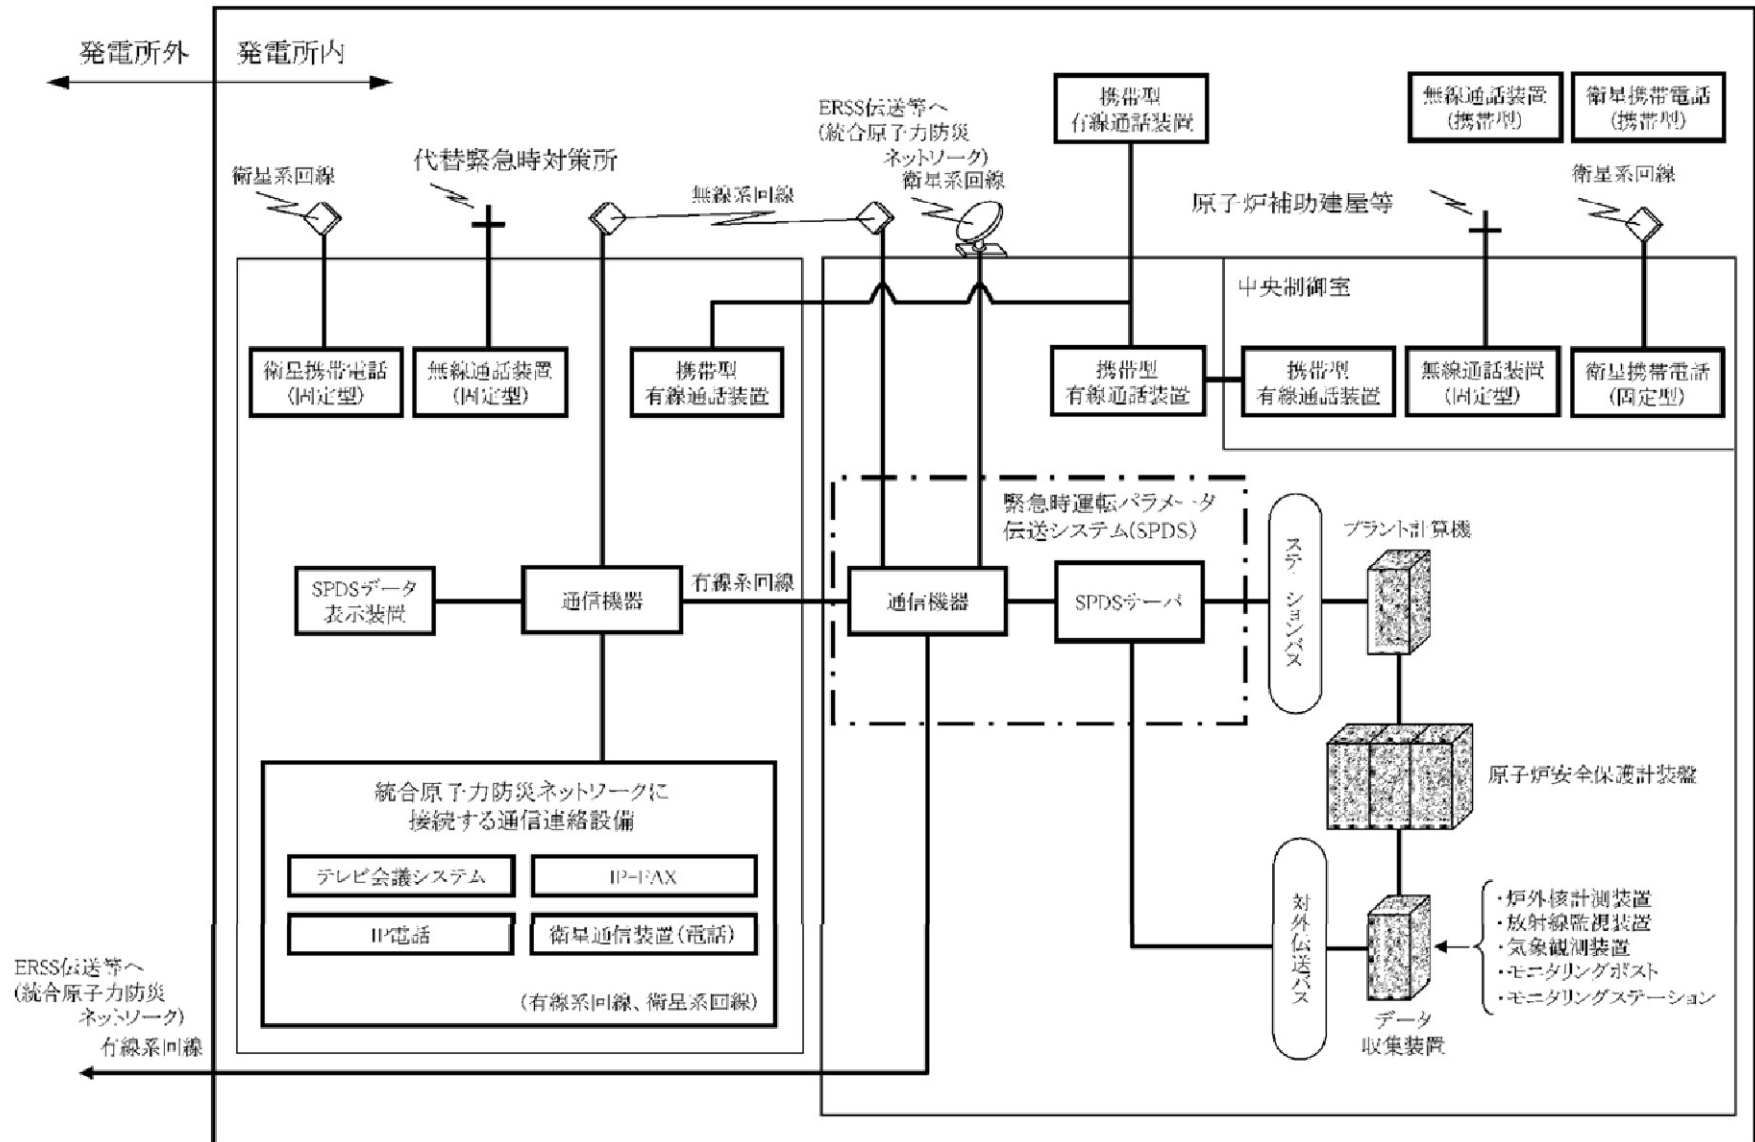 発電所外
発電所内
ERSS伝送等へ
(統合原子力防災
ネットワーク)
衛星系回線
携帯型
有線通話装置
無線通話装置
(携帯型)
衛星携帯電話
(携帯型)
代替緊急時対策所
衛星系回線
無線系回線
原子炉補助建屋等
衛星系回線
中央制御室
衛星携帯電話
(固定型)
無線通話装置
(固定型)
携帯型
有線通話装置
携帯型
有線通話装置
携帯型
有線通話装置
無線通話装置
(固定型)
衛星携帯電話
(固定型)
緊急時運転パラメータ
伝送システム(SPDS)
ステーションバス
プラント計算機
SPDSデータ
表示装置
通信機器
有線系回線
通信機器
SPDSサーバ
原子炉安全保護計装盤
統合原子力防災ネットワークに
接続する通信連絡設備
テレビ会議システム
IP-FAX
IP電話
衛星通信装置(電話)
(有線系回線、衛星系回線)
対外伝送バス
・炉外核計測装置
・放射線監視装置
・気象観測装置
・モニタリングポスト
・モニタリングステーション
データ
収集装置
ERSS伝送等へ
(統合原子力防災
ネットワーク)
有線系回線